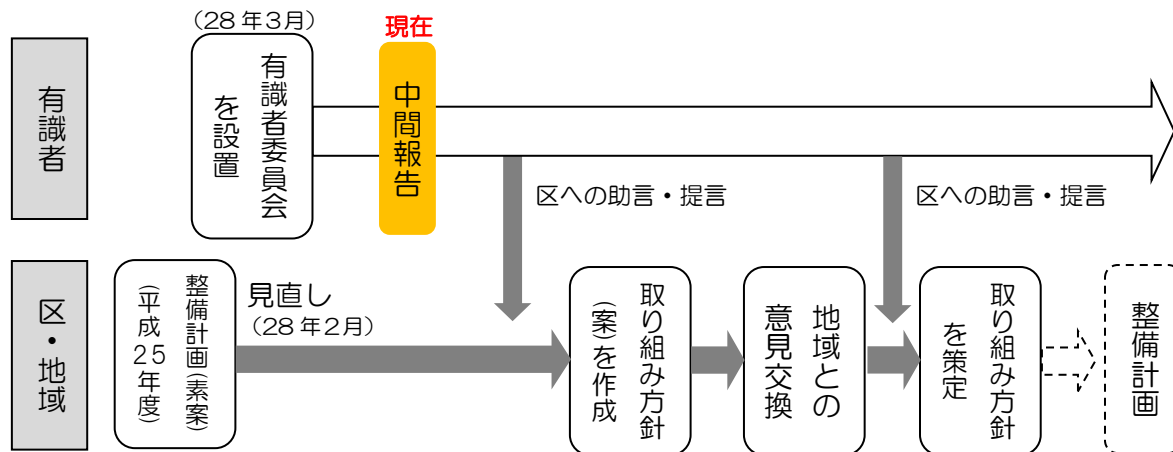 (28年3月)
現在
有識者
有識者委員会
を設置
中間報告
区への助言・提言
区への助言・提言
区・地域
整備計画(素案)
(平成25年度)
見直し
(28年2月)
取り組み方針
(案)を作成
地域との
意見交換
取り組み方針
を策定
整備計画